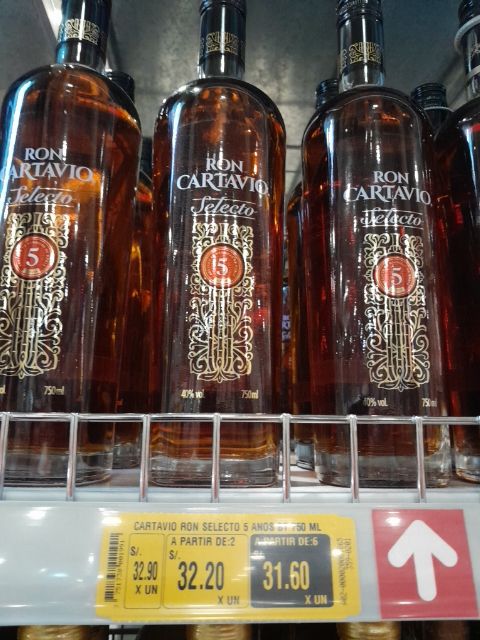 RON
CARTAVIO
Selecto
5
750ml
RON
CARTAVIO
Selecto
5
40% vol. 750ml
RON
CARTAVIO
Selecto
5
40% vol. 750ml
CARTAVIO RON SELECTO 5 ANOS BT 750 ML
S/. 32.90 X UN
A PARTIR DE:2 S/. 32.20 X UN
A PARTIR DE:6 S/. 31.60 X UN